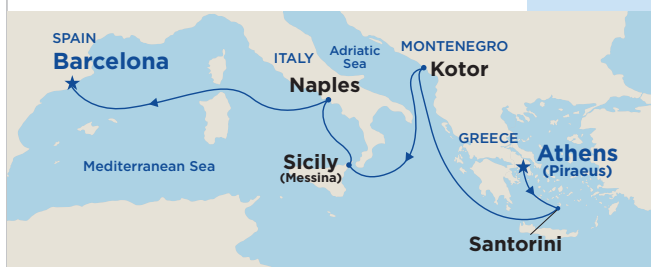 SPAIN
Barcelona
ITALY
Adriatic
Sea
MONTENEGRO
Kotor
Naples
GREECE
Athens
(Piraeus)
Sicily
(Messina)
Mediterranean Sea
Santorini